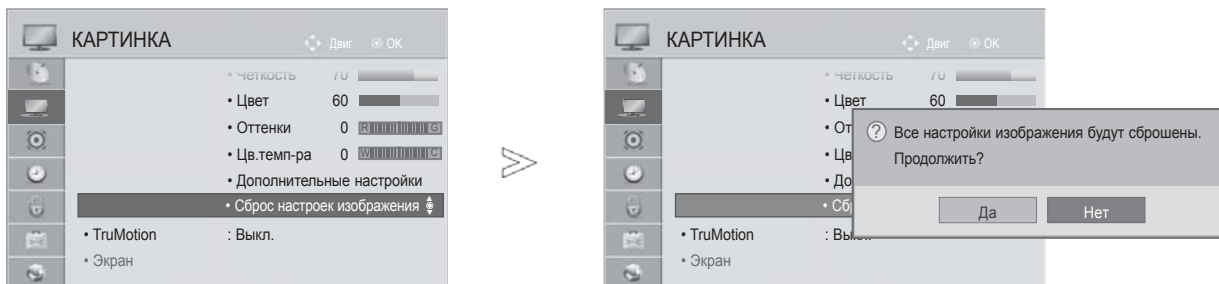 КАРТИНКА
Двиг OK
• Четкость 70
• Цвет 60
• Оттенки 0 R G
• Цв.темп-ра 0 W C
• Дополнительные настройки
• Сброс настроек изображения
• TruMotion : Выкл.
• Экран
КАРТИНКА
Двиг OK
• Четкость 70
• Цвет 60
• От
• Цв
• До
• Сб
• TruMotion : Выкл.
• Экран
? Все настройки изображения будут сброшены.
Продолжить?
Да Нет